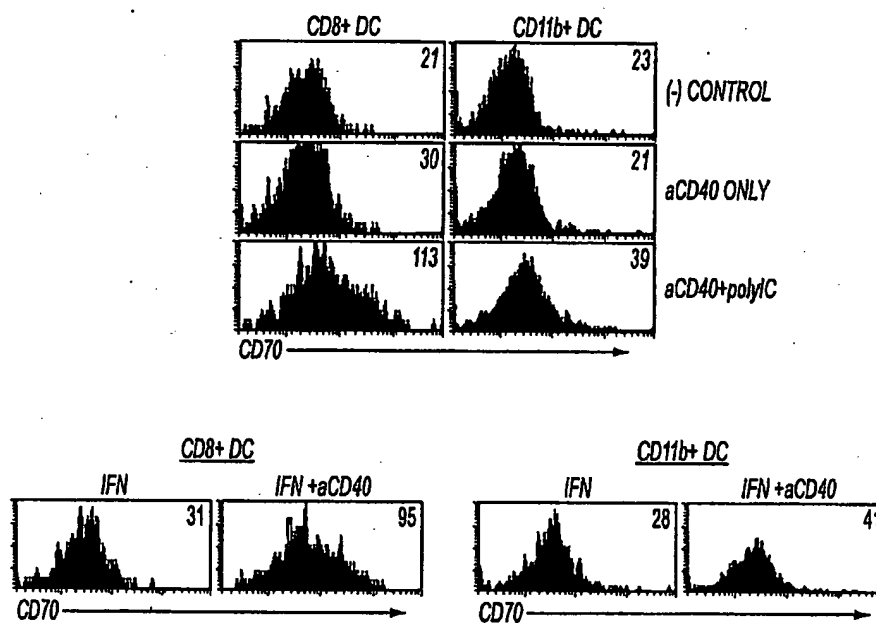 CD8+ DC CD11b+ DC
21 23 (-) CONTROL
30 21 aCD40 ONLY
113 39 aCD40+polyIC
CD70
CD8+ DC CD11b+ DC
IFN IFN +aCD40 IFN IFN +aCD40
31 95 28 41
CD70 CD70